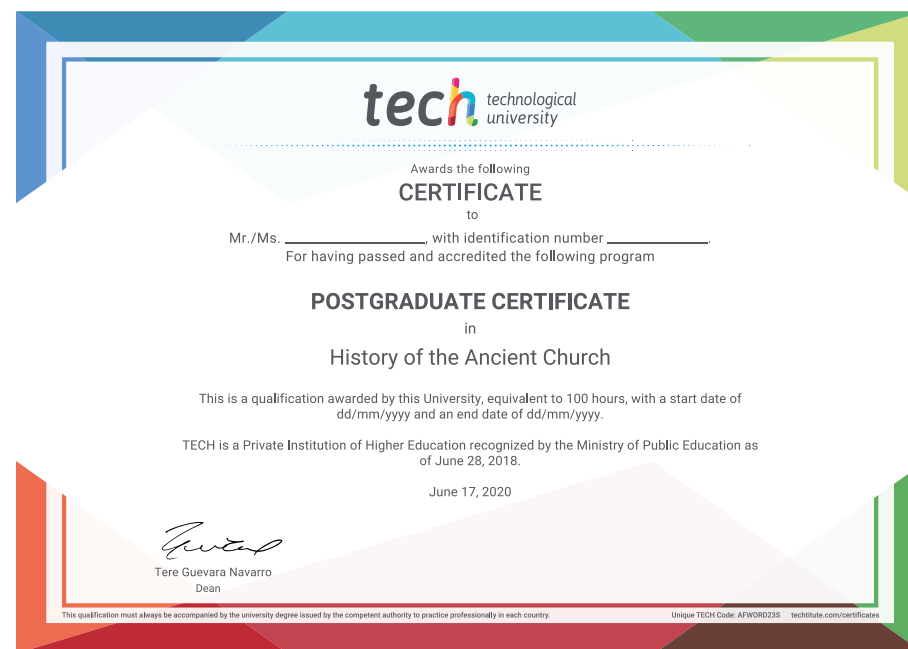 tech technological
university
Awards the following
CERTIFICATE
to
Mr./Ms. ____________________, with identification number ______________.
For having passed and accredited the following program
POSTGRADUATE CERTIFICATE
in
History of the Ancient Church
This is a qualification awarded by this University, equivalent to 100 hours, with a start date of
dd/mm/yyyy and an end date of dd/mm/yyyy.
TECH is a Private Institution of Higher Education recognized by the Ministry of Public Education as
of June 28, 2018.
June 17, 2020
Tere Guevara Navarro
Dean
This qualification must always be accompanied by the university degree issued by the competent authority to practice professionally in each country. Unique TECH Code: AFWORD23S techtitute.com/certificates